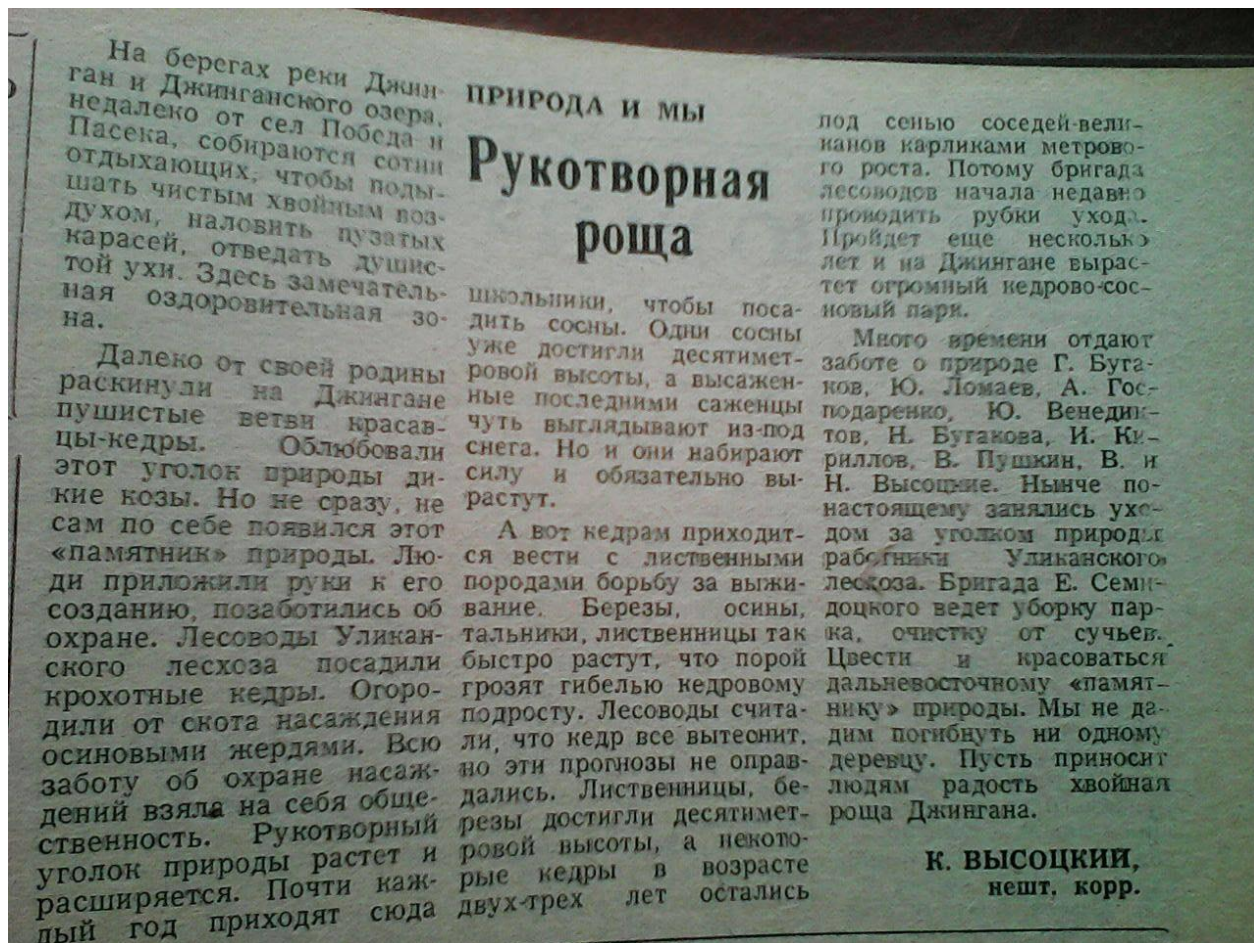 ПРИРОДА И МЫ
Рукотворная
роща
На берегах реки Джин-
ган и Джинганского озера,
недалеко от сел Победа и
Пасека, собираются сотни
отдыхающих, чтобы поды-
шать чистым хвойным воз-
духом, наловить пузатых
карасей, отведать душис-
той ухи. Здесь замечатель-
ная оздоровительная зо-
на.
Далеко от своей родины
раскинули на Джингане
пушистые ветви красав-
цы-кедры. Облюбовали
этот уголок природы ди-
кие козы. Но не сразу, не
сам по себе появился этот
«памятник» природы. Лю-
ди приложили руки к его
созданию, позаботились об
охране. Лесоводы Уликан-
ского лесхоза посадили
крохотные кедры. Огоро-
дили от скота насаждения
осиновыми жердями. Всю
заботу об охране насаж-
дений взяла на себя обще-
ственность. Рукотворный
уголок природы растет и
расширяется. Почти каж-
дый год приходят сюда
школьники, чтобы поса-
дить сосны. Одни сосны
уже достигли десятимет-
ровой высоты, а высажен-
ные последними саженцы
чуть выглядывают из-под
снега. Но и они набирают
силу и обязательно вы-
растут.
А вот кедрам приходит-
ся вести с лиственными
породами борьбу за выжи-
вание. Березы, осины,
тальники, лиственницы так
быстро растут, что порой
грозят гибелью кедровому
подросту. Лесоводы счита-
ли, что кедр все вытеонит,
но эти прогнозы не оправ-
дались. Лиственницы, бе-
резы достигли десятимет-
ровой высоты, а некото-
рые кедры в возрасте
двух-трех лет остались
под сенью соседей-вели-
канов карликами метрово-
го роста. Потому бригада
лесоводов начала недавно
проводить рубки ухода.
Пройдет еще несколько
лет и на Джингане вырас-
тет огромный кедрово-сос-
новый парк.
Много времени отдают
заботе о природе Г. Буга-
ков, Ю. Ломаев, А. Гос-
подаренко, Ю. Венедик-
тов, Н. Бугакова, И. Ки-
риллов, В. Пушкин, В. и
Н. Высоцкие. Нынче по-
настоящему занялись ухо-
дом за уголком природы
работники Уликанского
лесхоза. Бригада Е. Семи-
доцкого ведет уборку пар-
ка, очистку от сучьев.
Цвести и красоваться
дальневосточному «памят-
нику» природы. Мы не да-
дим погибнуть ни одному
деревцу. Пусть приносит
людям радость хвойная
роща Джингана.
К. ВЫСОЦКИЙ,
нешт. корр.